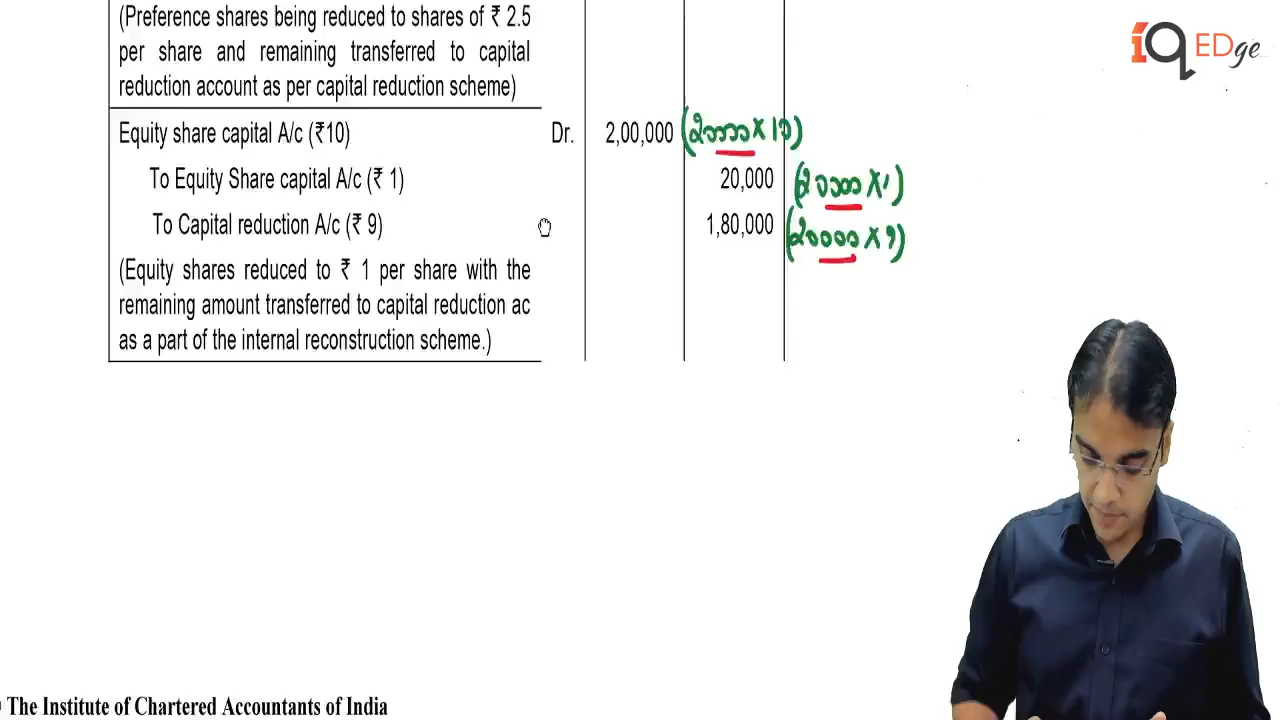 (Preference shares being reduced to shares of ₹ 2.5
per share and remaining transferred to capital
reduction account as per capital reduction scheme)
Equity share capital A/c (₹10) Dr. 2,00,000 (20000 × 10)
To Equity Share capital A/c (₹ 1) 20,000 (20000 × 1)
To Capital reduction A/c (₹ 9) 1,80,000 (20000 × 9)
(Equity shares reduced to ₹ 1 per share with the
remaining amount transferred to capital reduction ac
as a part of the internal reconstruction scheme.)
The Institute of Chartered Accountants of India
iQ EDge